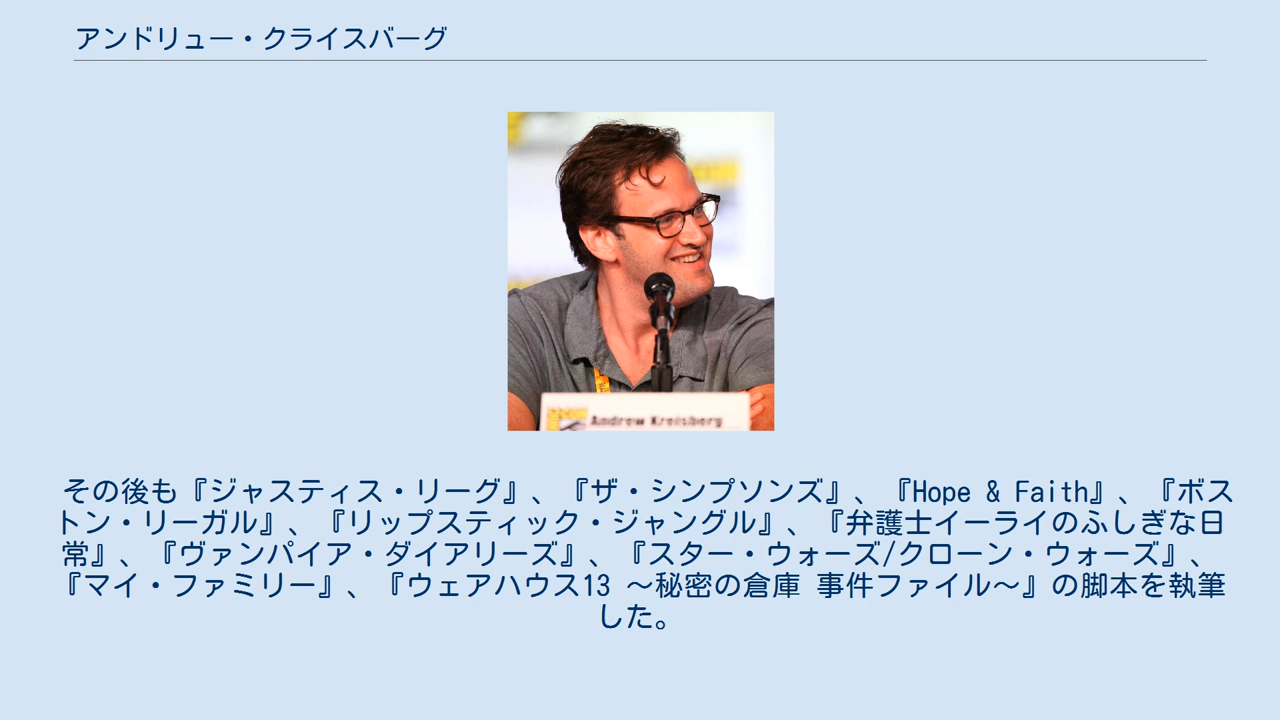 アンドリュー・クライスバーグ
Andrew Kreisberg
その後も『ジャスティス・リーグ』、『ザ・シンプソンズ』、『Hope & Faith』、『ボス
トン・リーガル』、『リップスティック・ジャングル』、『弁護士イーライのふしぎな日
常』、『ヴァンパイア・ダイアリーズ』、『スター・ウォーズ/クローン・ウォーズ』、
『マイ・ファミリー』、『ウェアハウス13 〜秘密の倉庫 事件ファイル〜』の脚本を執筆
した。